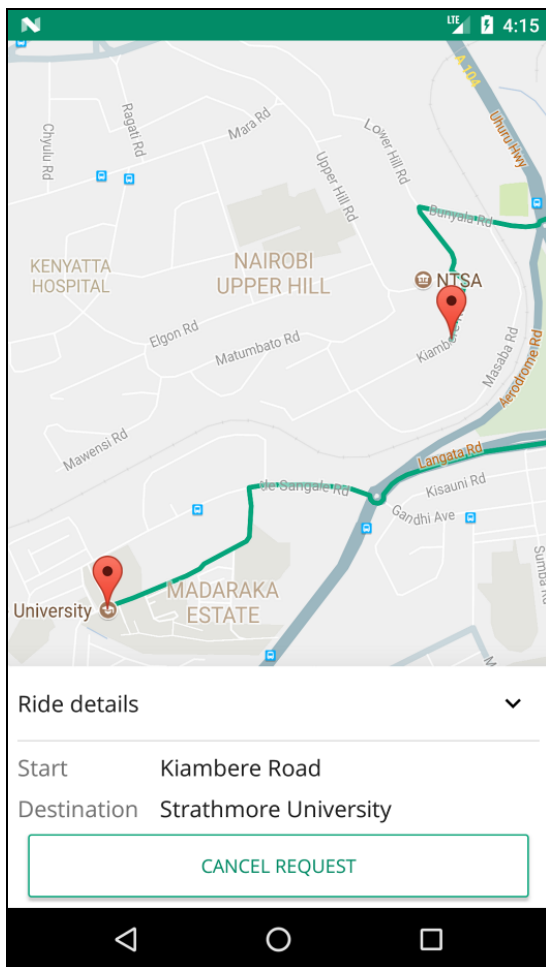 LTE 4:15
A 104
Uhuru Hwy
Chyulu Rd
Ragati Rd
Mara Rd
Lower Hill Rd
Upper Hill Rd
Bunyala Rd
KENYATTA
HOSPITAL
NAIROBI
UPPER HILL
NTSA
Elgon Rd
Matumbato Rd
Masaba Rd
Aerodrome Rd
Mawensi Rd
Langata Rd
Kisauni Rd
Gandhi Ave
University
MADARAKA
ESTATE
Ride details
Start Kiambere Road
Destination Strathmore University
CANCEL REQUEST